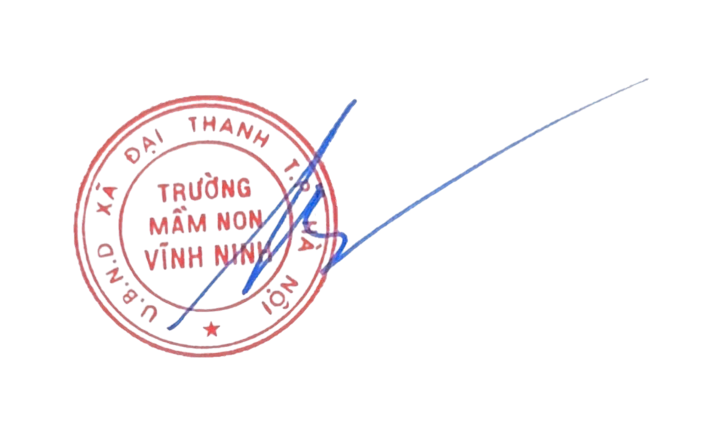 U.B.N.D XÃ ĐẠI THANH T.P HÀ NỘI
TRƯỜNG
MẦM NON
VĨNH NINH